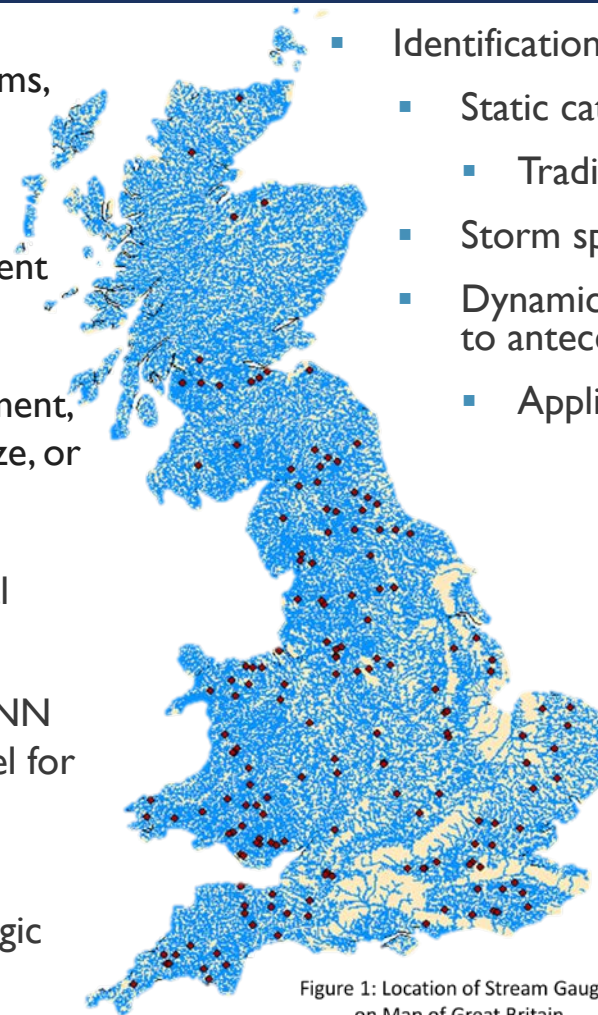 ms,
ent
ment,
ze, or
l
NN
el for
gic
Identification
Static cat
Tradi
Storm sp
Dynamic
to antece
Appli
Figure 1: Location of Stream Gaug
on Map of Great Britain